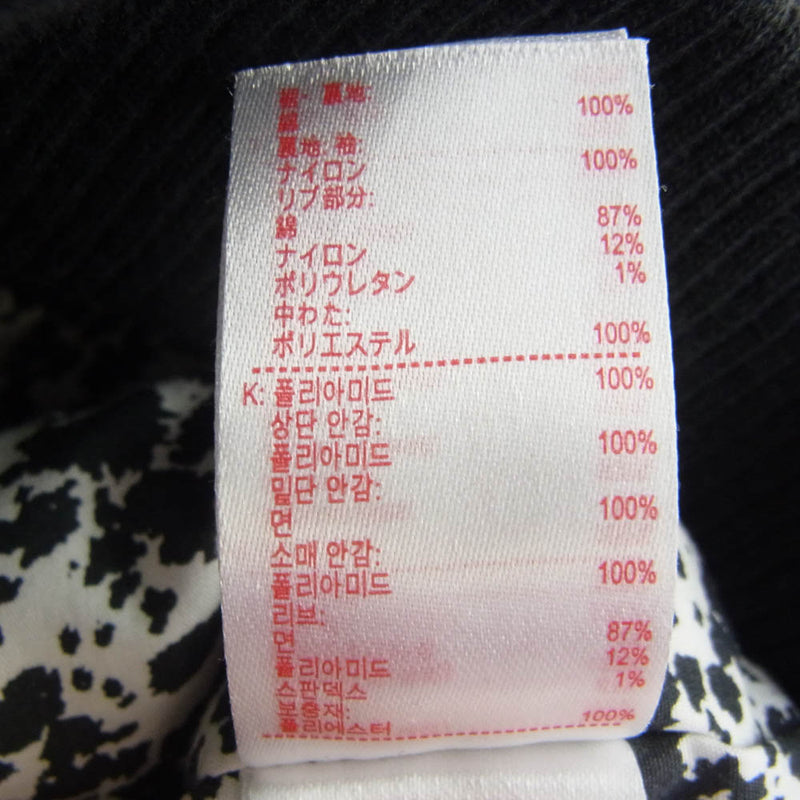 裾・裏地: 100%
綿
裏地 袖: 100%
ナイロン
リブ部分:
綿 87%
ナイロン 12%
ポリウレタン 1%
中わた:
ポリエステル 100%
K: 폴리아미드 100%
상단 안감:
폴리아미드 100%
밑단 안감:
면 100%
소매 안감:
폴리아미드 100%
리브:
면 87%
폴리아미드 12%
스판덱스 1%
보충재:
폴리에스터 100%